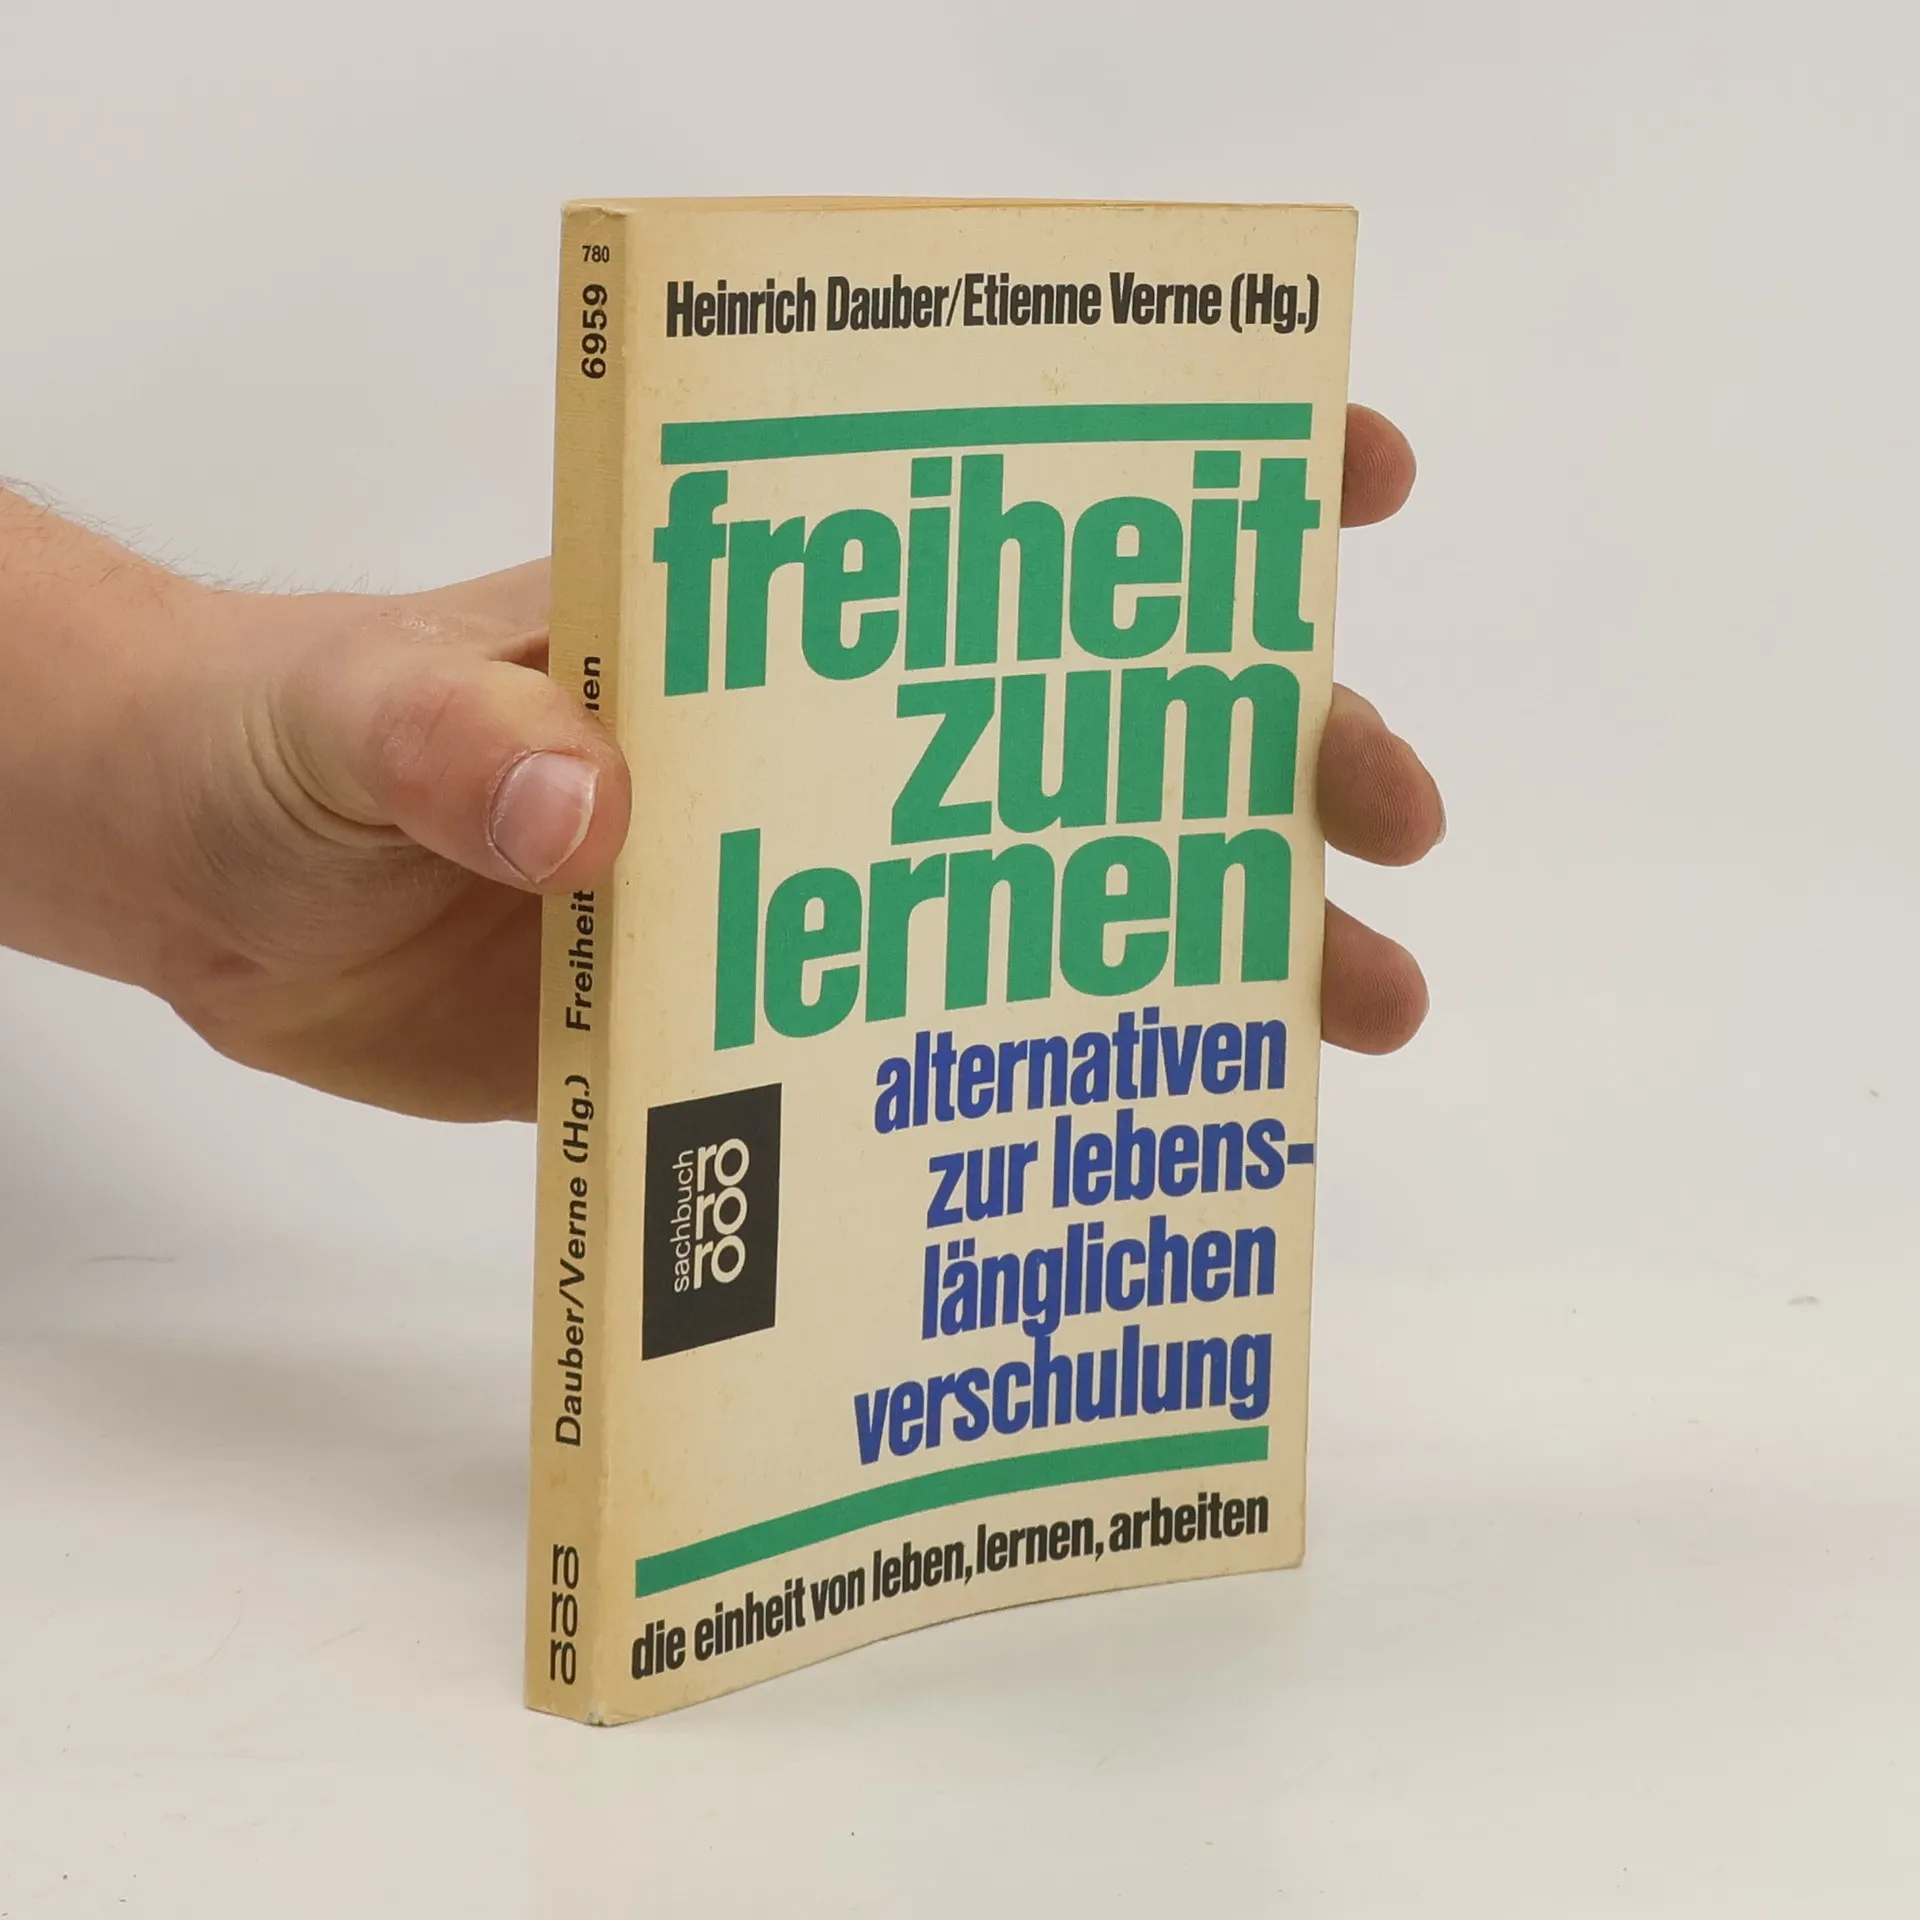 Heinrich Dauber/Etienne Verne (Hg.)
freiheit
zum
lernen
alternativen
zur lebens-
länglichen
verschulung
die einheit von leben, lernen, arbeiten
sachbuch
ro
ro
ro
780
6959
Dauber/Verne (Hg.) Freiheit
ro
ro
ro